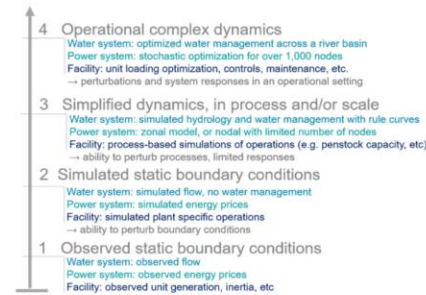 4 Operational complex dynamics
Water system: optimized water management across a river basin
Power system: stochastic optimization for over 1,000 nodes
Facility: unit loading optimization, controls, maintenance, etc.
→ perturbations and system responses in an operational setting
3 Simplified dynamics, in process and/or scale
Water system: simulated hydrology and water management with rule curves
Power system: zonal model, or nodal with limited number of nodes
Facility: process-based simulations of operations (e.g. penstock capacity, etc)
→ ability to perturb processes, limited responses
2 Simulated static boundary conditions
Water system: simulated flow, no water management
Power system: simulated energy prices
Facility: simulated plant specific operations
→ ability to perturb boundary conditions
1 Observed static boundary conditions
Water system: observed flow
Power system: observed energy prices
Facility: observed unit generation, inertia, etc